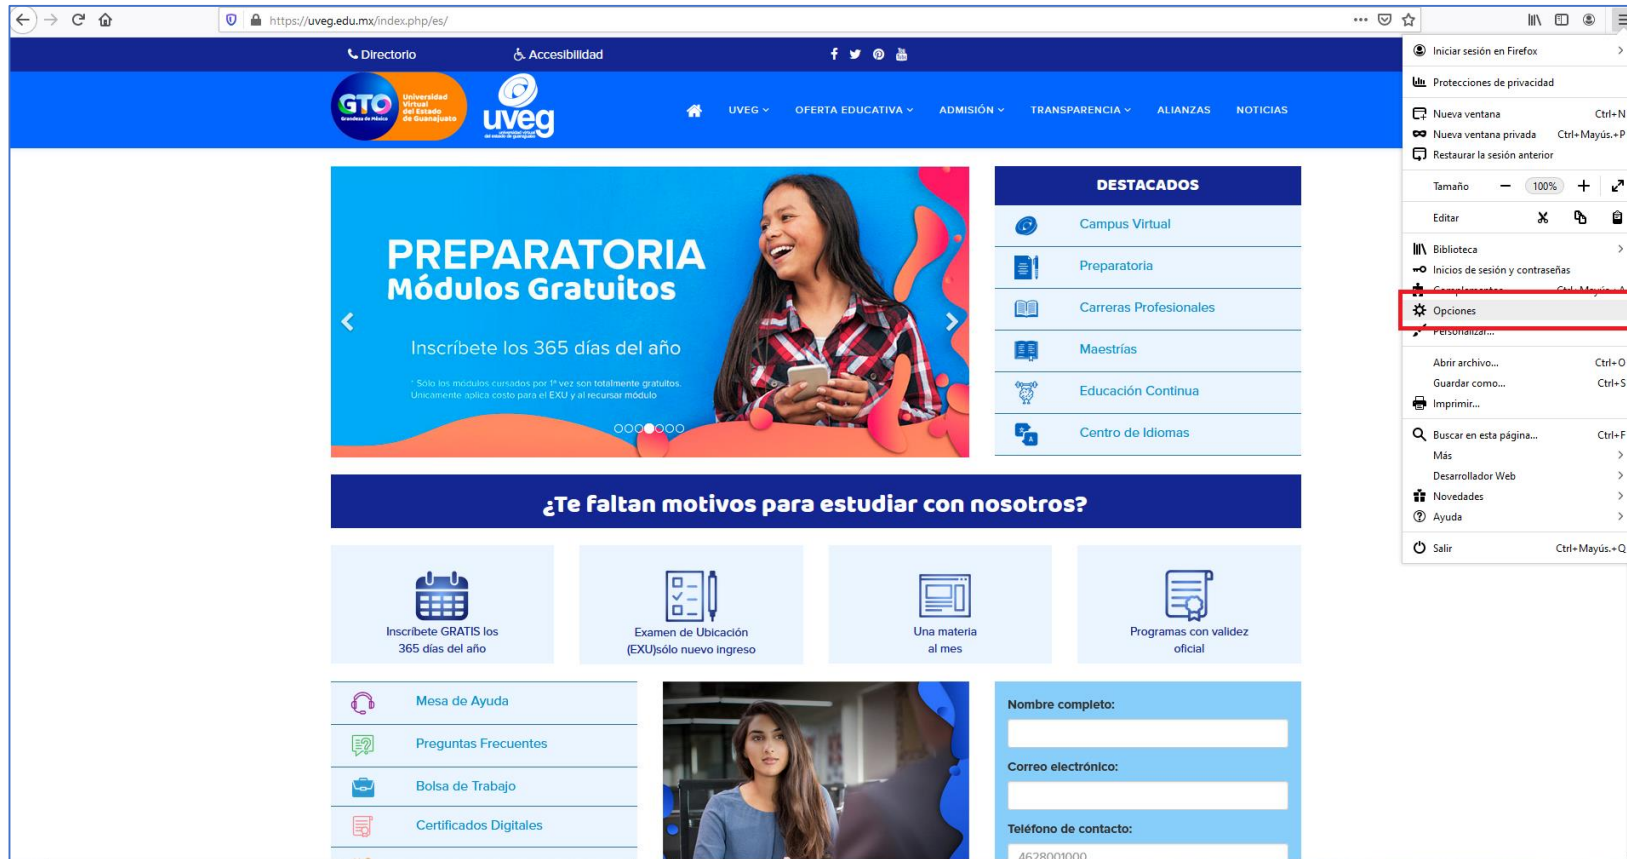 https://uveg.edu.mx/index.php/es/
Directorio
Accesibilidad
GTO
Grandeza de México
Universidad
Virtual
del Estado
de Guanajuato
uveg
UVEG
OFERTA EDUCATIVA
ADMISIÓN
TRANSPARENCIA
ALIANZAS
NOTICIAS
PREPARATORIA
Módulos Gratuitos
Inscríbete los 365 días del año
* Sólo los módulos cursados por 1ª vez son totalmente gratuitos.
Unicamente aplica costo para el EXU y al recursar módulo
DESTACADOS
Campus Virtual
Preparatoria
Carreras Profesionales
Maestrías
Educación Continua
Centro de Idiomas
¿Te faltan motivos para estudiar con nosotros?
Inscríbete GRATIS los
365 días del año
Examen de Ubicación
(EXU)sólo nuevo ingreso
Una materia
al mes
Programas con validez
oficial
Mesa de Ayuda
Preguntas Frecuentes
Bolsa de Trabajo
Certificados Digitales
Nombre completo:
Correo electrónico:
Teléfono de contacto:
4628001000
Iniciar sesión en Firefox
Protecciones de privacidad
Nueva ventana Ctrl+N
Nueva ventana privada Ctrl+Mayús.+P
Restaurar la sesión anterior
Tamaño 100%
Editar
Biblioteca
Inicios de sesión y contraseñas
Complementos Ctrl+Mayús.+A
Opciones
Personalizar...
Abrir archivo... Ctrl+O
Guardar como... Ctrl+S
Imprimir...
Buscar en esta página... Ctrl+F
Más
Desarrollador Web
Novedades
Ayuda
Salir Ctrl+Mayús.+Q